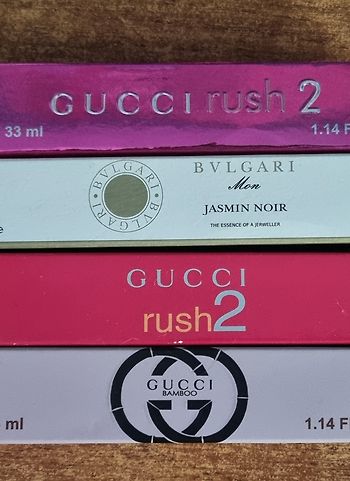 GUCCI rush 2
33 ml 1.14 F
BVLGARI · BVLGARI ·
BVLGARI
Mon
JASMIN NOIR
THE ESSENCE OF A JEWELLER
e
GUCCI
rush2
GUCCI
BAMBOO
ml 1.14 F